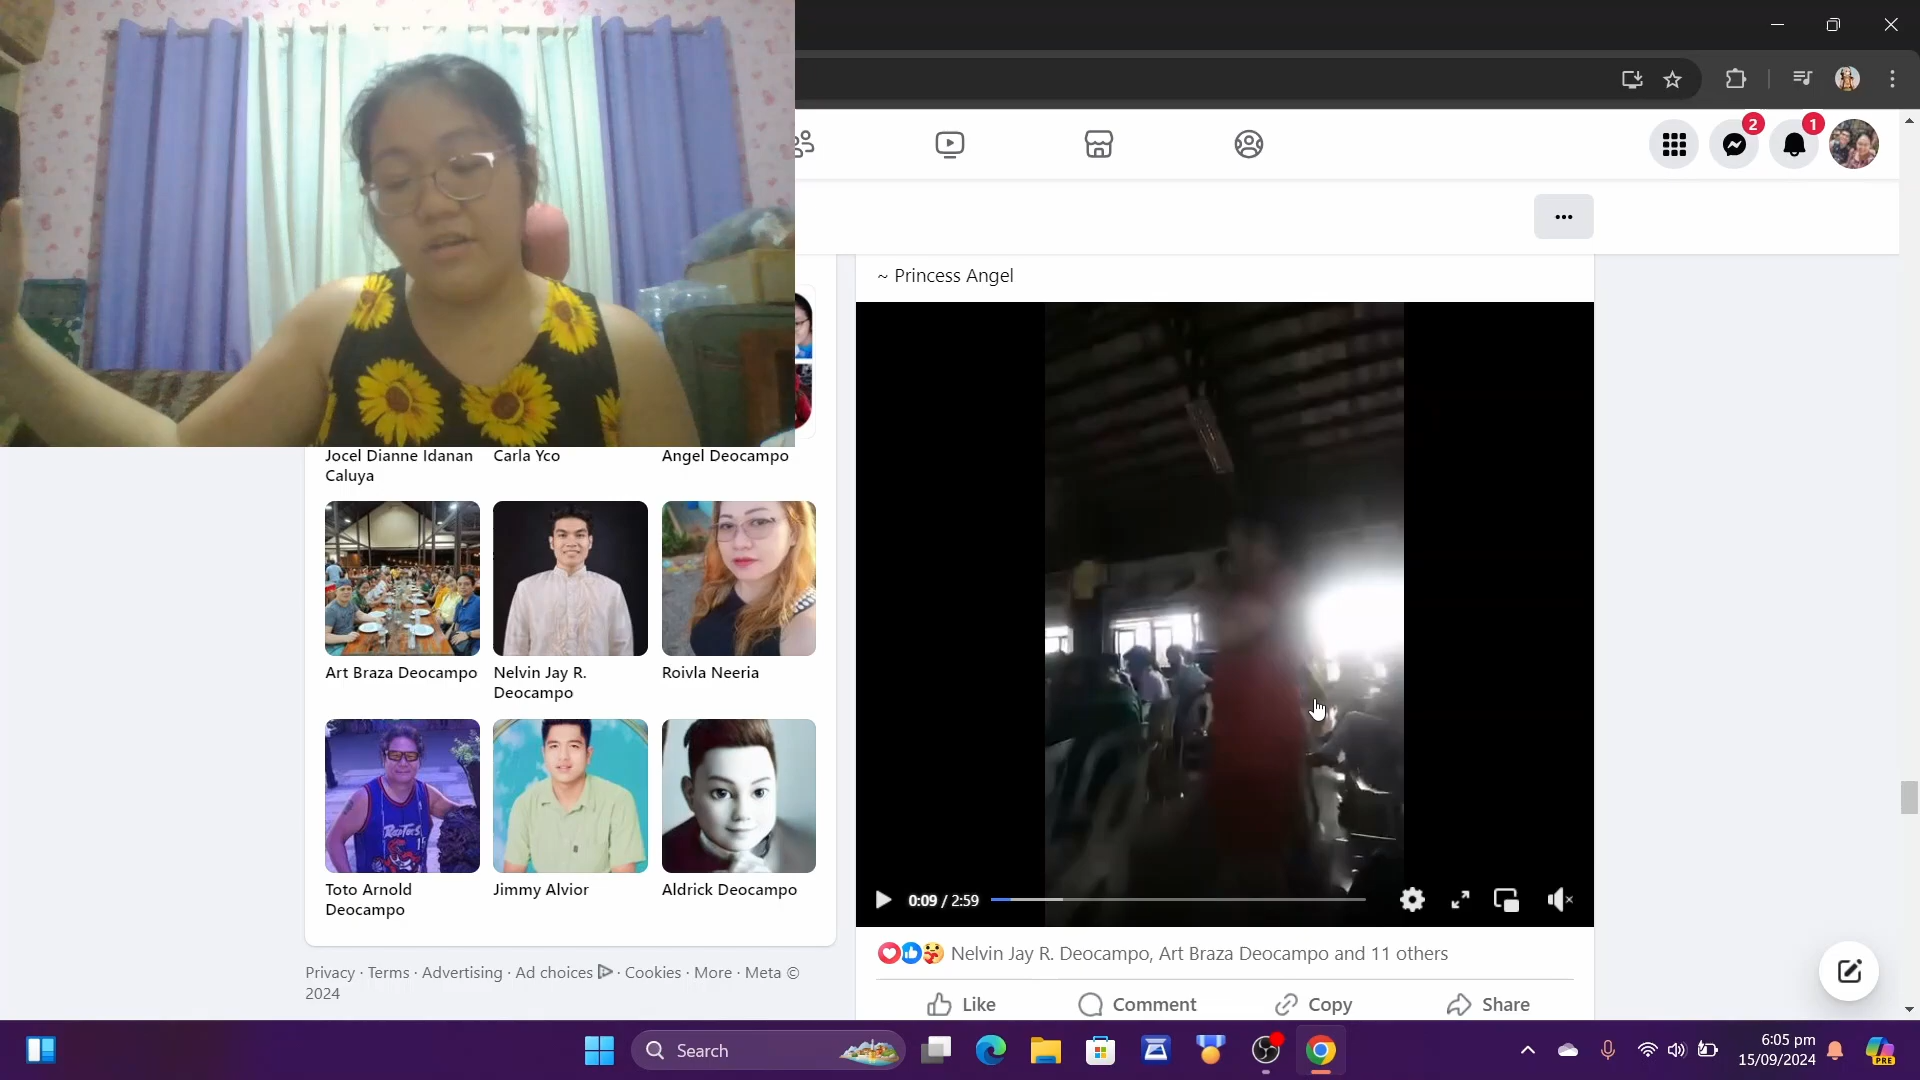 2
1
~ Princess Angel
Jocel Dianne Idanan
Caluya
Carla Yco
Angel Deocampo
Art Braza Deocampo
Nelvin Jay R.
Deocampo
Roivla Neeria
Toto Arnold
Deocampo
Jimmy Alvior
Aldrick Deocampo
Privacy · Terms · Advertising · Ad choices · Cookies · More · Meta ©
2024
0:09 / 2:59
Nelvin Jay R. Deocampo, Art Braza Deocampo and 11 others
Like
Comment
Copy
Share
Search
6:05 pm
15/09/2024
PRE